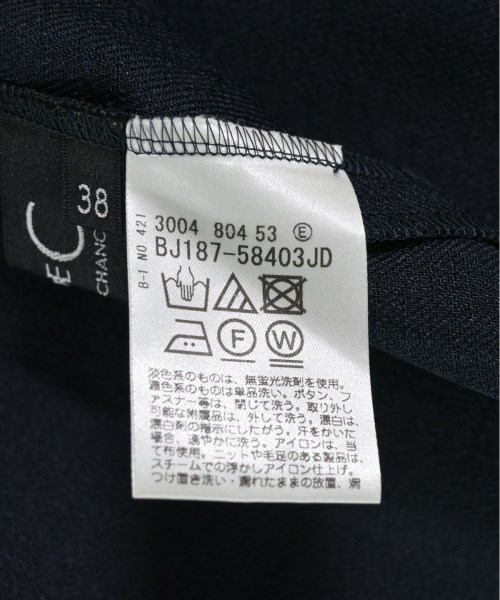 38
C
CHANC
B-I NO.421
3004 804 53 Ⓔ
BJ187-58403JD
F W
淡色系のものは、無蛍光洗剤を使用。
濃色系のものは単品洗い。ボタン、フ
ァスナー等は、閉じて洗う。取り外し
可能な附属品は、外して洗う。漂白は、
漂白剤の指示にしたがう。汗をかいた
場合、速やかに洗う。アイロンは、当
て布使用。ニットや毛足のある製品は、
スチームでの浮かしアイロン仕上げ。
つけ置き洗い・濡れたままの放置、